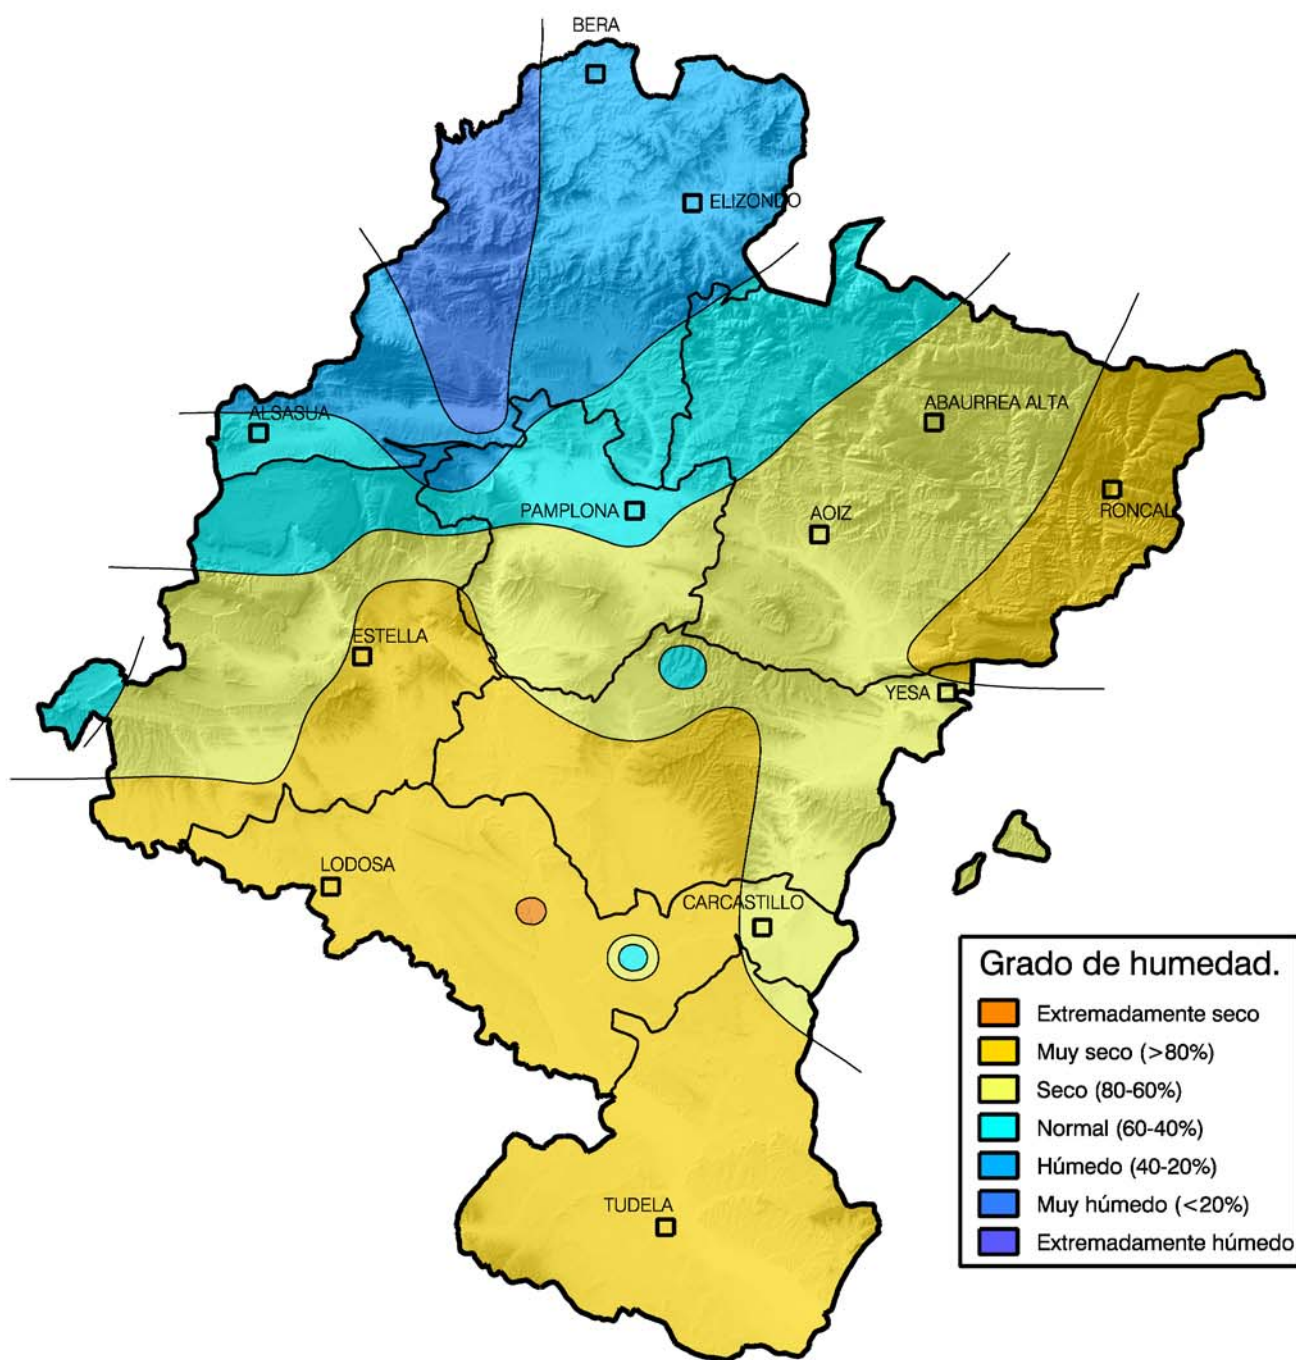 BERA
ELIZONDO
ALSASUA
ABAURREA ALTA
PAMPLONA
AOIZ
RONCAL
ESTELLA
YESA
LODOSA
CARCASTILLO
TUDELA
Grado de humedad.
Extremadamente seco
Muy seco (>80%)
Seco (80-60%)
Normal (60-40%)
Húmedo (40-20%)
Muy húmedo (<20%)
Extremadamente húmedo